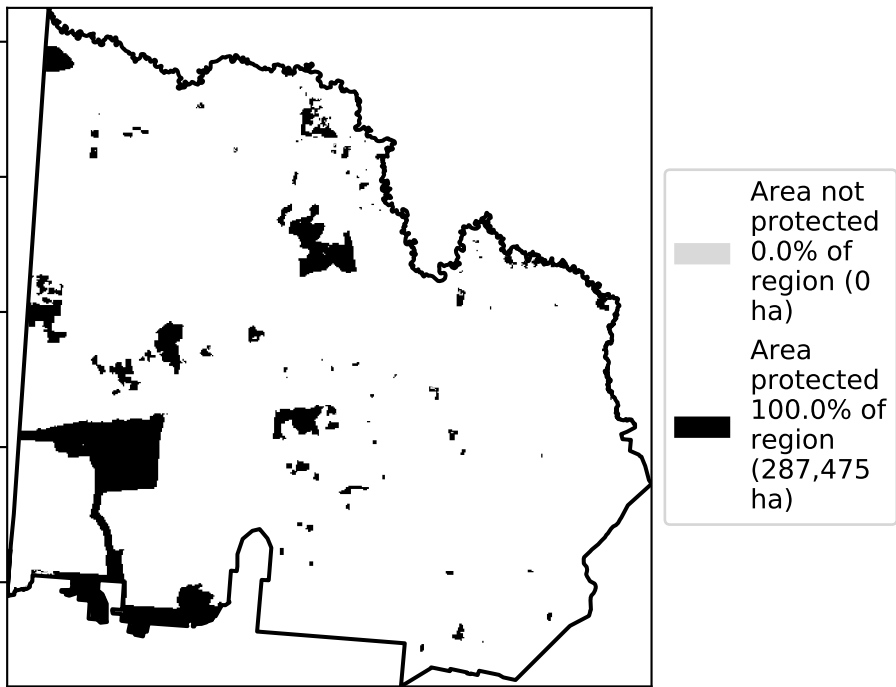 Area not
protected
0.0% of
region (0
ha)
Area
protected
100.0% of
region
(287,475
ha)